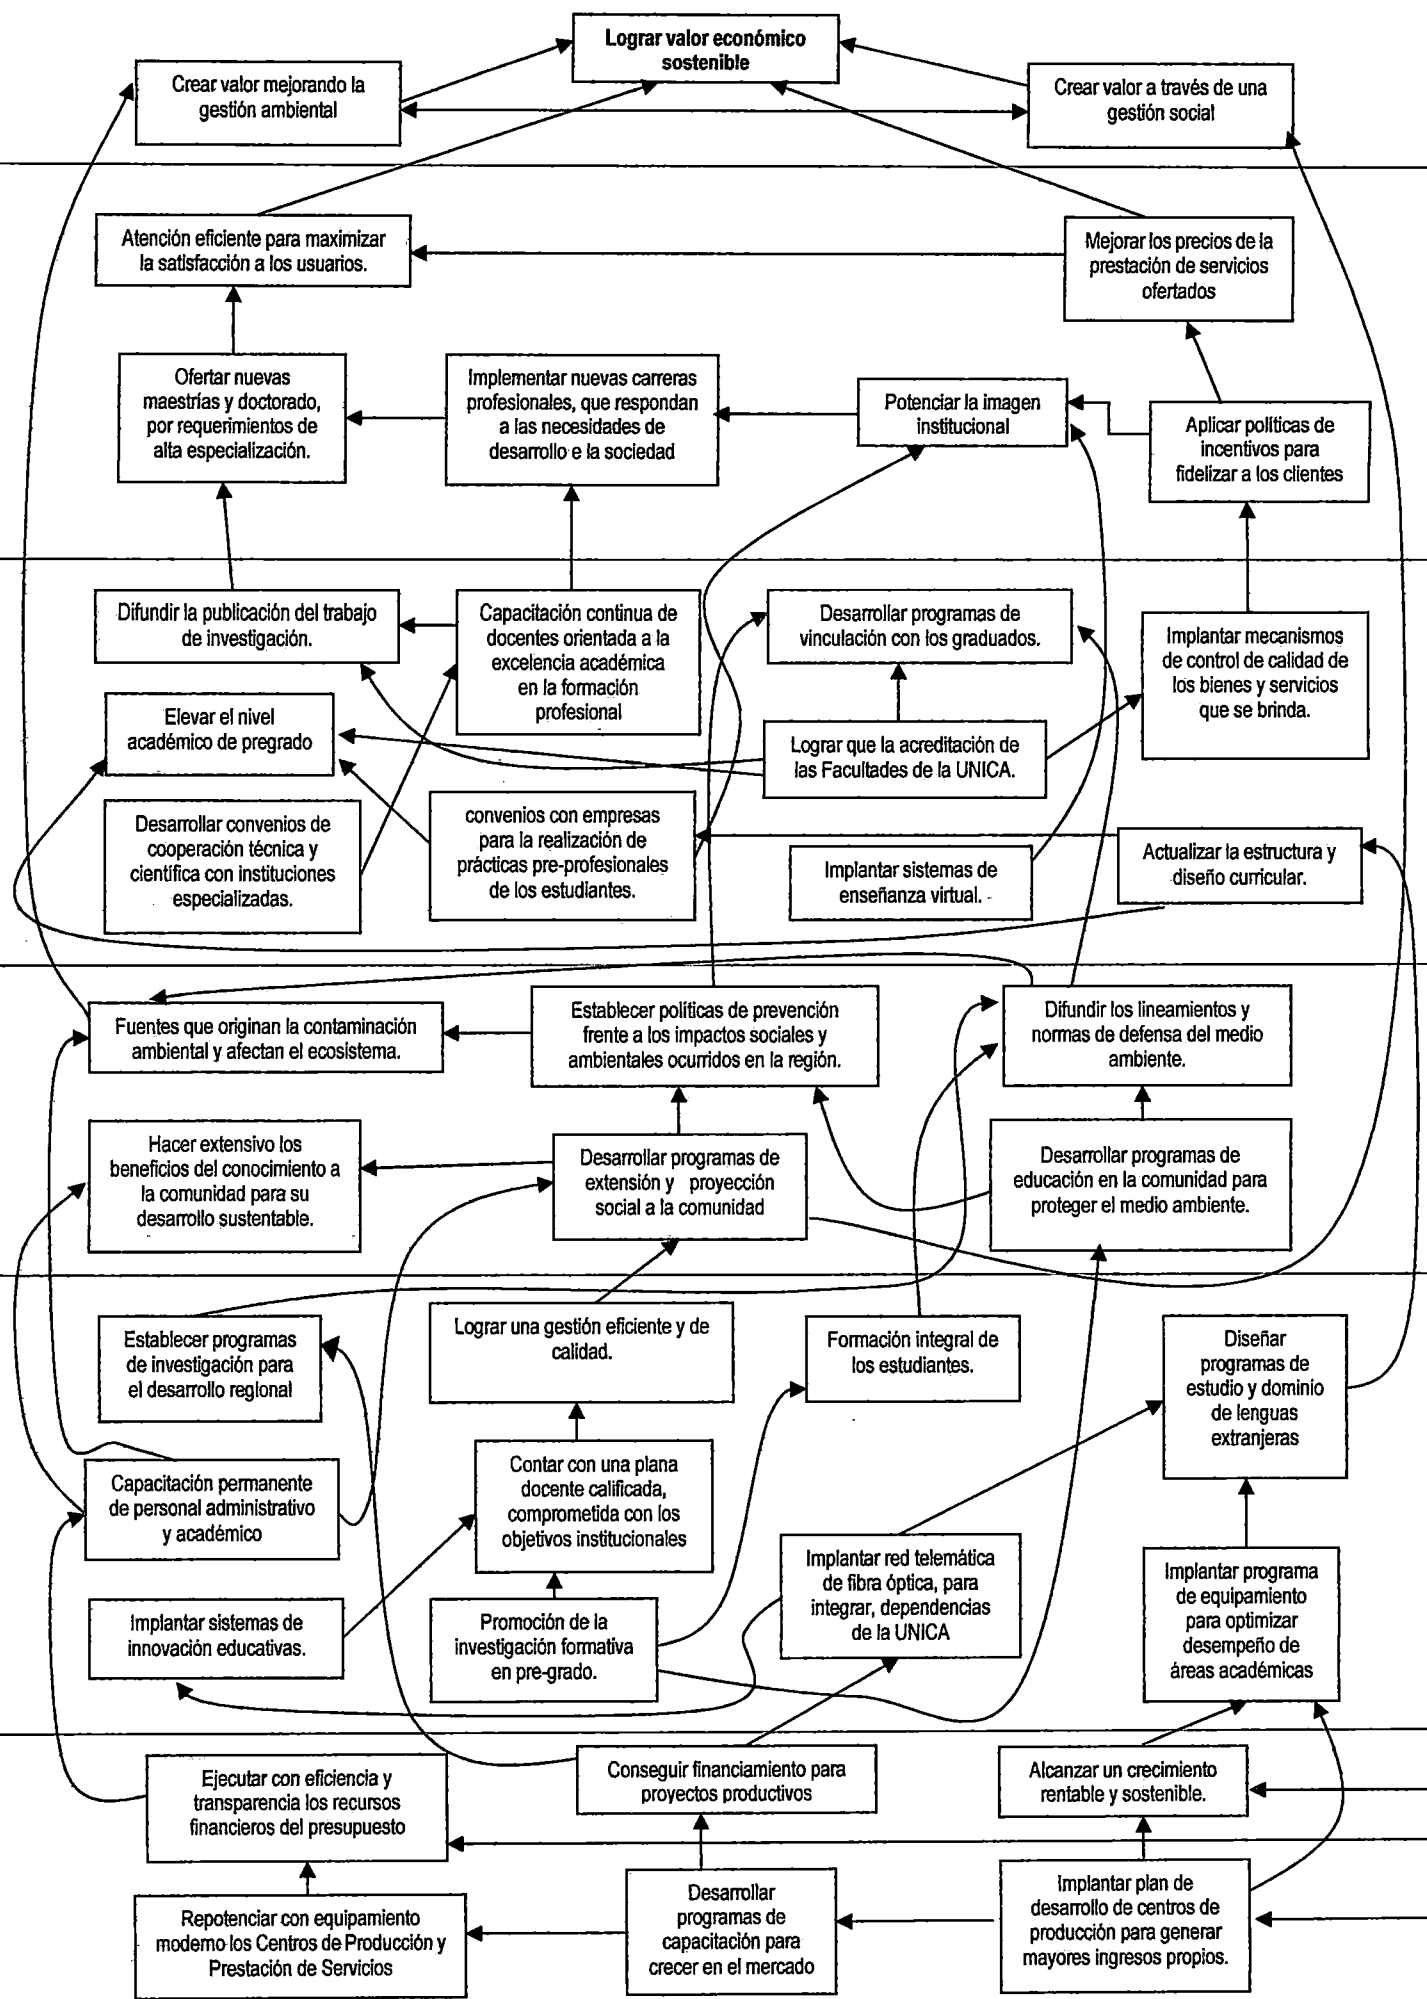 Lograr valor económico
sostenible
Crear valor mejorando la
gestión ambiental
Crear valor a través de una
gestión social
Atención eficiente para maximizar
la satisfacción a los usuarios.
Mejorar los precios de la
prestación de servicios
ofertados
Ofertar nuevas
maestrías y doctorado,
por requerimientos de
alta especialización.
Implementar nuevas carreras
profesionales, que respondan
a las necesidades de
desarrollo e la sociedad
Potenciar la imagen
institucional
Aplicar políticas de
incentivos para
fidelizar a los clientes
Difundir la publicación del trabajo
de investigación.
Capacitación continua de
docentes orientada a la
excelencia académica
en la formación
profesional
Desarrollar programas de
vinculación con los graduados.
Implantar mecanismos
de control de calidad de
los bienes y servicios
que se brinda.
Elevar el nivel
académico de pregrado
Lograr que la acreditación de
las Facultades de la UNICA.
Desarrollar convenios de
cooperación técnica y
científica con instituciones
especializadas.
convenios con empresas
para la realización de
prácticas pre-profesionales
de los estudiantes.
Implantar sistemas de
enseñanza virtual.
Actualizar la estructura y
diseño curricular.
Fuentes que originan la contaminación
ambiental y afectan el ecosistema.
Establecer políticas de prevención
frente a los impactos sociales y
ambientales ocurridos en la región.
Difundir los lineamientos y
normas de defensa del medio
ambiente.
Hacer extensivo los
beneficios del conocimiento a
la comunidad para su
desarrollo sustentable.
Desarrollar programas de
extensión y proyección
social a la comunidad
Desarrollar programas de
educación en la comunidad para
proteger el medio ambiente.
Establecer programas
de investigación para
el desarrollo regional
Lograr una gestión eficiente y de
calidad.
Formación integral de
los estudiantes.
Diseñar
programas de
estudio y dominio
de lenguas
extranjeras
Capacitación permanente
de personal administrativo
y académico
Contar con una plana
docente calificada,
comprometida con los
objetivos institucionales
Implantar red telemática
de fibra óptica, para
integrar, dependencias
de la UNICA
Implantar programa
de equipamiento
para optimizar
desempeño de
áreas académicas
Implantar sistemas de
innovación educativas.
Promoción de la
investigación formativa
en pre-grado.
Ejecutar con eficiencia y
transparencia los recursos
financieros del presupuesto
Conseguir financiamiento para
proyectos productivos
Alcanzar un crecimiento
rentable y sostenible.
Repotenciar con equipamiento
moderno los Centros de Producción y
Prestación de Servicios
Desarrollar
programas de
capacitación para
crecer en el mercado
Implantar plan de
desarrollo de centros de
producción para generar
mayores ingresos propios.